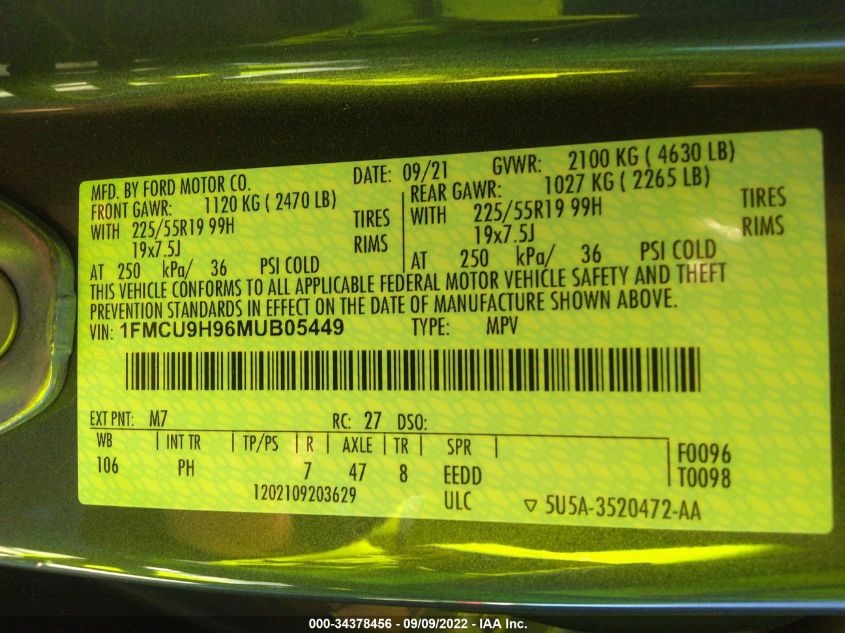 MFD. BY FORD MOTOR CO. DATE: 09/21 GVWR: 2100 KG ( 4630 LB)
FRONT GAWR: 1120 KG ( 2470 LB) REAR GAWR: 1027 KG ( 2265 LB)
WITH 225/55R19 99H TIRES WITH 225/55R19 99H TIRES
19x7.5J RIMS 19x7.5J RIMS
AT 250 kPa/ 36 PSI COLD AT 250 kPa/ 36 PSI COLD
THIS VEHICLE CONFORMS TO ALL APPLICABLE FEDERAL MOTOR VEHICLE SAFETY AND THEFT
PREVENTION STANDARDS IN EFFECT ON THE DATE OF MANUFACTURE SHOWN ABOVE.
VIN: 1FMCU9H96MUB05449 TYPE: MPV
EXT PNT: M7 RC: 27 DSO:
WB INT TR TP/PS R AXLE TR SPR F0096
106 PH 7 47 8 EEDD T0098
1202109203629 ULC ▽ 5U5A-3520472-AA
000-34378456 - 09/09/2022 - IAA Inc.